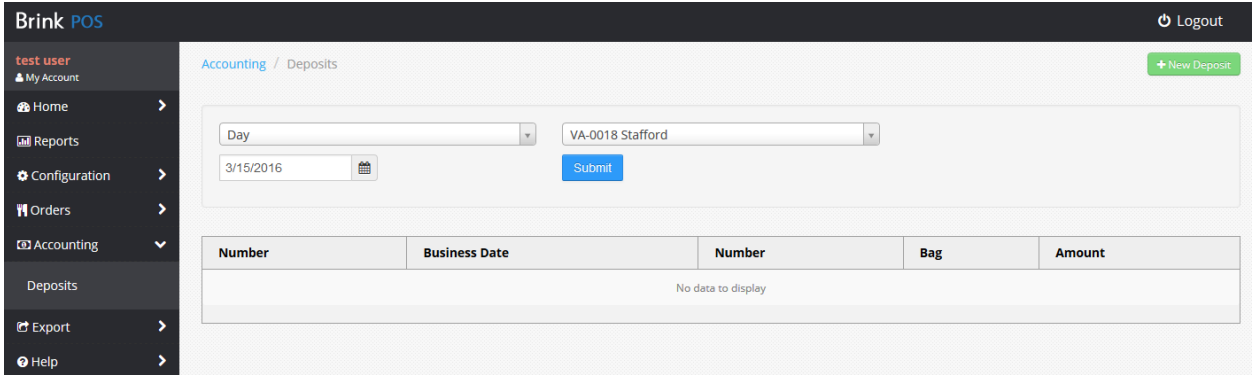 Brink POS
Logout
test user
My Account
Accounting / Deposits
+ New Deposit
Home
Reports
Configuration
Orders
Accounting
Deposits
Export
Help
Day
VA-0018 Stafford
3/15/2016
Submit
Number Business Date Number Bag Amount
No data to display